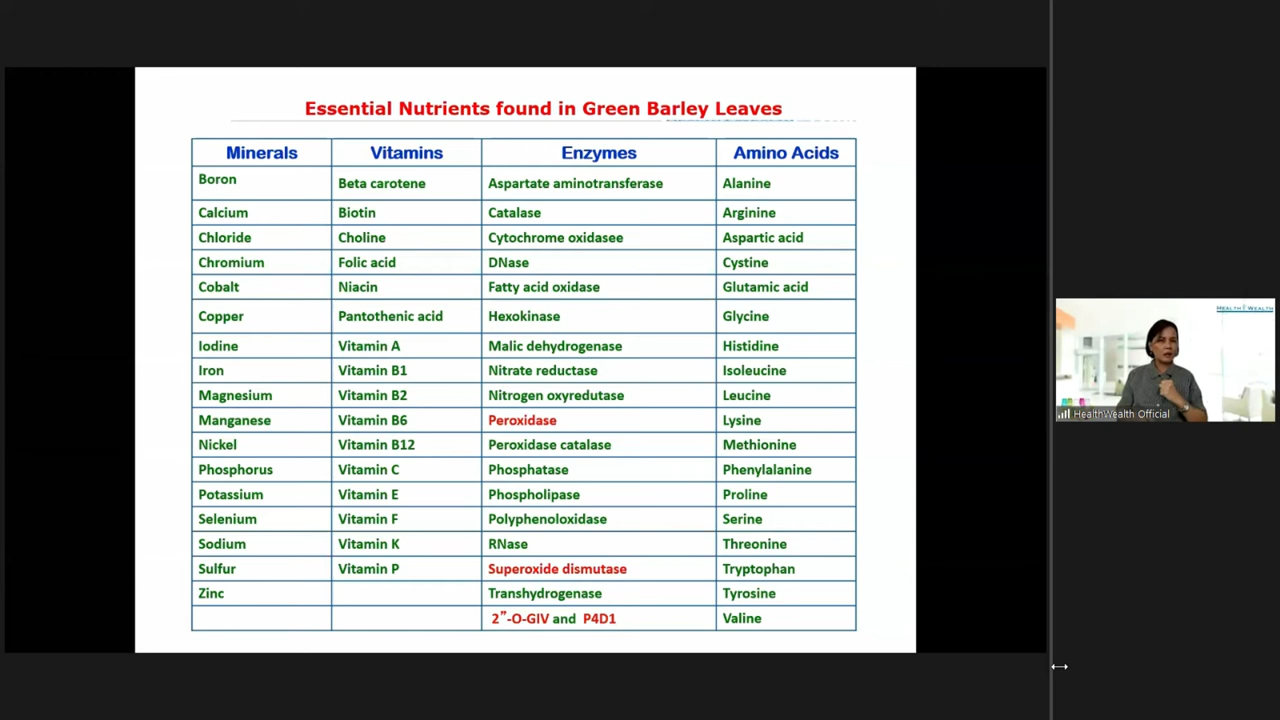 Essential Nutrients found in Green Barley Leaves
Minerals Vitamins Enzymes Amino Acids
Boron Beta carotene Aspartate aminotransferase Alanine
Calcium Biotin Catalase Arginine
Chloride Choline Cytochrome oxidasee Aspartic acid
Chromium Folic acid DNase Cystine
Cobalt Niacin Fatty acid oxidase Glutamic acid
Copper Pantothenic acid Hexokinase Glycine
Iodine Vitamin A Malic dehydrogenase Histidine
Iron Vitamin B1 Nitrate reductase Isoleucine
Magnesium Vitamin B2 Nitrogen oxyredutase Leucine
Manganese Vitamin B6 Peroxidase Lysine
Nickel Vitamin B12 Peroxidase catalase Methionine
Phosphorus Vitamin C Phosphatase Phenylalanine
Potassium Vitamin E Phospholipase Proline
Selenium Vitamin F Polyphenoloxidase Serine
Sodium Vitamin K RNase Threonine
Sulfur Vitamin P Superoxide dismutase Tryptophan
Zinc Transhydrogenase Tyrosine
2”-O-GIV and P4D1 Valine
HEALTH WEALTH
HealthWealth Official